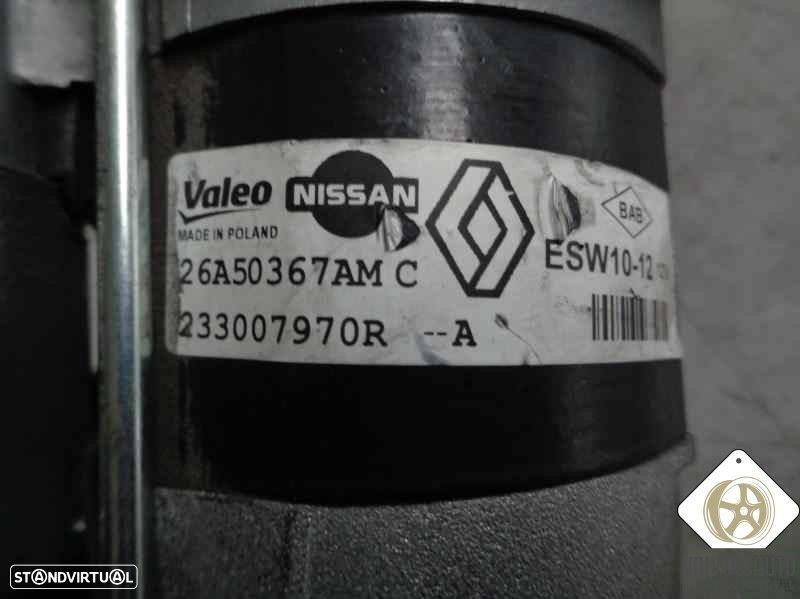 Valeo NISSAN BAB
MADE IN POLAND
26A50367AM C ESW10-12
233007970R --A
STANDVIRTUAL